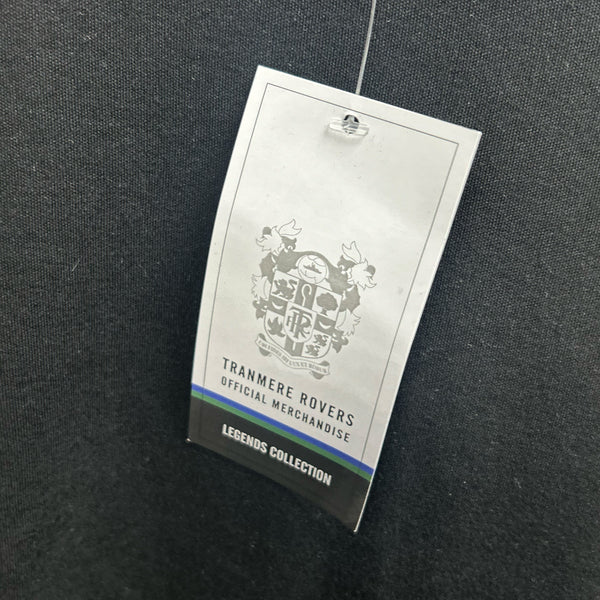 TRANMERE ROVERS
OFFICIAL MERCHANDISE
LEGENDS COLLECTION